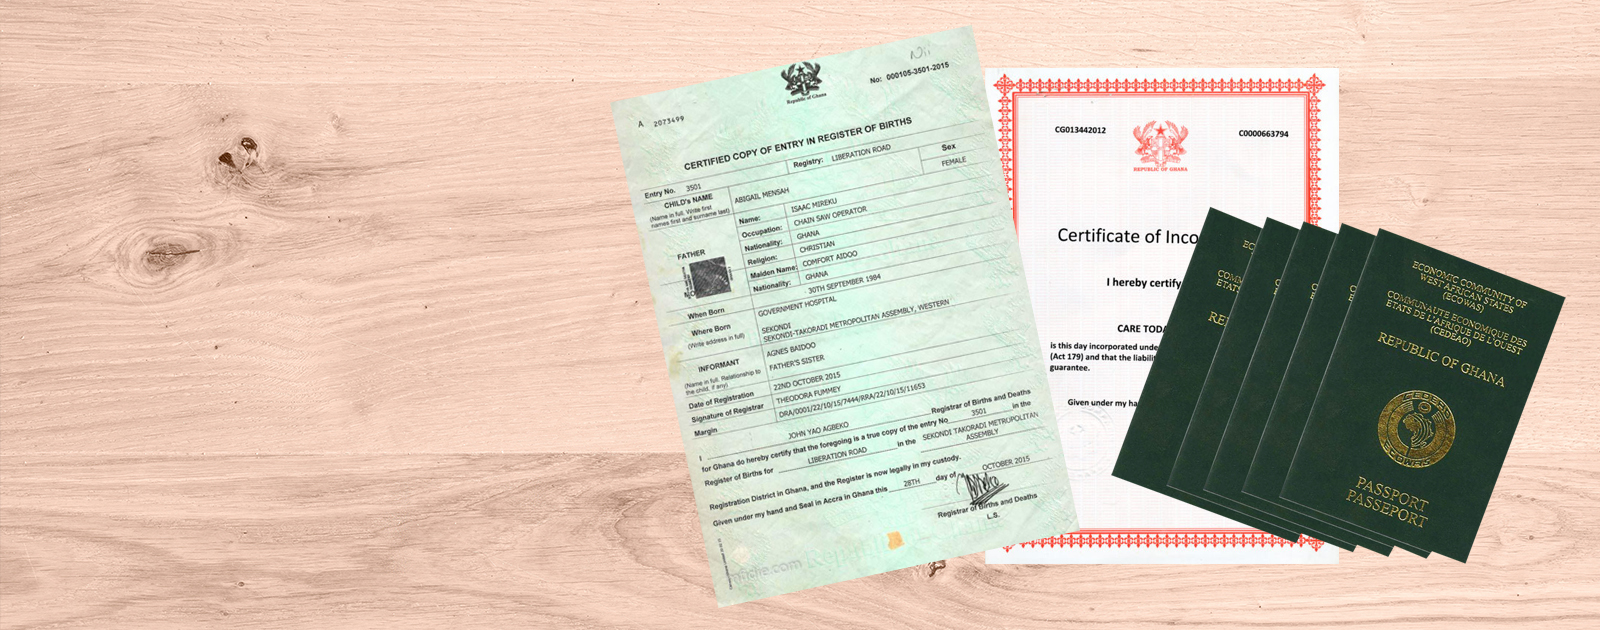 Nii
Republic of Ghana
No: 000105-3501-2015
A 2073499
CERTIFIED COPY OF ENTRY IN REGISTER OF BIRTHS
Entry No. 3501
Registry: LIBERATION ROAD
Sex
FEMALE
CHILD's NAME
(Name in full. Write first
names first and surname last)
ABIGAIL MENSAH
FATHER
Name: ISAAC MIREKU
Occupation: CHAIN SAW OPERATOR
Nationality: GHANA
Religion: CHRISTIAN
Maiden Name: COMFORT AIDOO
Nationality: GHANA
When Born 30TH SEPTEMBER 1984
Where Born
(Write address in full)
GOVERNMENT HOSPITAL
SEKONDI
SEKONDI-TAKORADI METROPOLITAN ASSEMBLY, WESTERN
INFORMANT
(Name in full. Relationship to
the child, if any)
AGNES BAIDOO
FATHER'S SISTER
Date of Registration 22ND OCTOBER 2015
Signature of Registrar THEODORA FUMMEY
Margin DRA/0001/22/10/15/7444/RRA/22/10/15/11653
I JOHN YAO AGBEKO Registrar of Births and Deaths
for Ghana do hereby certify that the foregoing is a true copy of the entry No 3501 in the
Register of Births for LIBERATION ROAD in the SEKONDI TAKORADI METROPOLITAN
ASSEMBLY
Registration District in Ghana, and the Register is now legally in my custody.
Given under my hand and Seal in Accra in Ghana this 28TH day of OCTOBER 2015
Registrar of Births and Deaths
L.S.
CG013442012
C0000663794
REPUBLIC OF GHANA
Certificate of Inco
I hereby certify
CARE TODA
is this day incorporated unde
(Act 179) and that the liabilit
guarantee.
Given under my han
EC
COMM
ETATS
RE
ECONOMIC COMMUNITY OF
WEST AFRICAN STATES
(ECOWAS)
COMMUNAUTE ECONOMIQUE DES
ETATS DE L'AFRIQUE DE L'OUEST
(CEDEAO)
REPUBLIC OF GHANA
PASSPORT
PASSEPORT